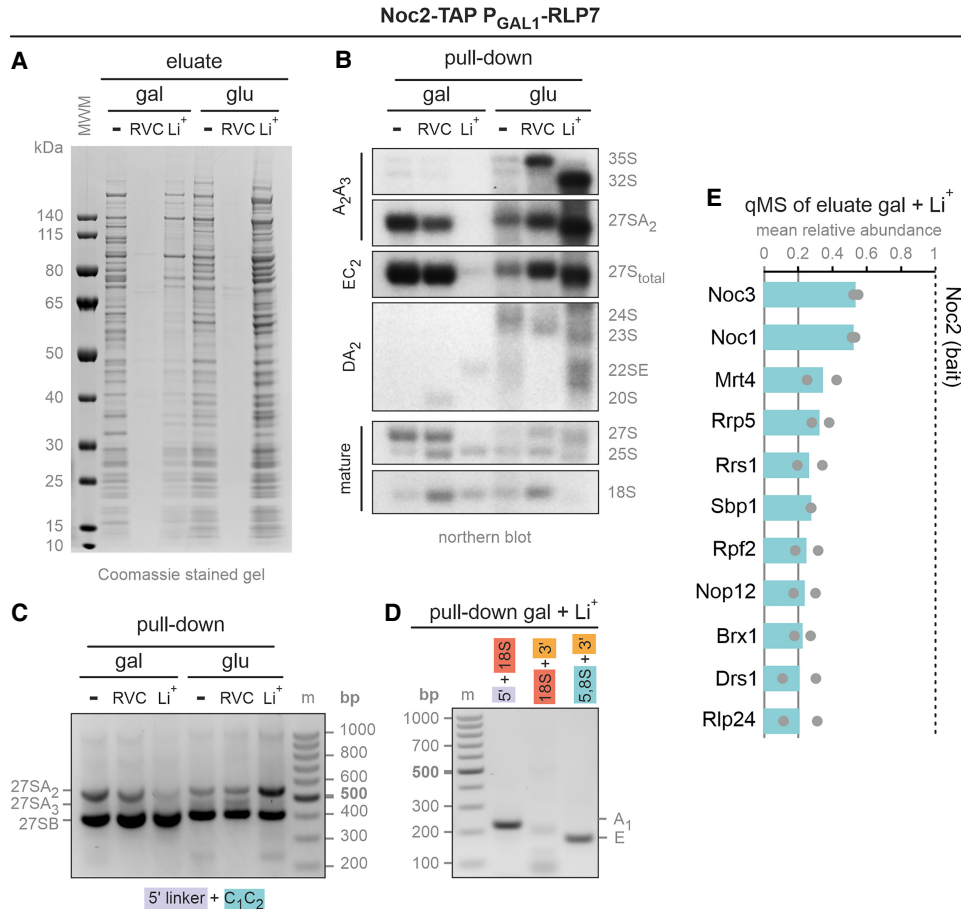 Noc2-TAP P_GAL1-RLP7
A
eluate
gal glu
MWM - RVC Li+ - RVC Li+
kDa
140
115
80
65
50
40
30
25
15
10
Coomassie stained gel
B
pull-down
gal glu
- RVC Li+ - RVC Li+
A2A3
35S
32S
27SA2
EC2
27Stotal
DA2
24S
23S
22SE
20S
mature
27S
25S
18S
northern blot
E
qMS of eluate gal + Li+
mean relative abundance
0 0.2 0.4 0.6 0.8 1
Noc3
Noc1
Mrt4
Rrp5
Rrs1
Sbp1
Rpf2
Nop12
Brx1
Drs1
Rlp24
Noc2 (bait)
C
pull-down
gal glu
- RVC Li+ - RVC Li+ m bp
27SA2
27SA3
27SB
1000
800
600
500
400
300
200
5' linker + C1C2
D
pull-down gal + Li+
bp m 5' + 18S 18S + 3' 5,8S + 3'
1000
700
500
300
200
100
A1
E